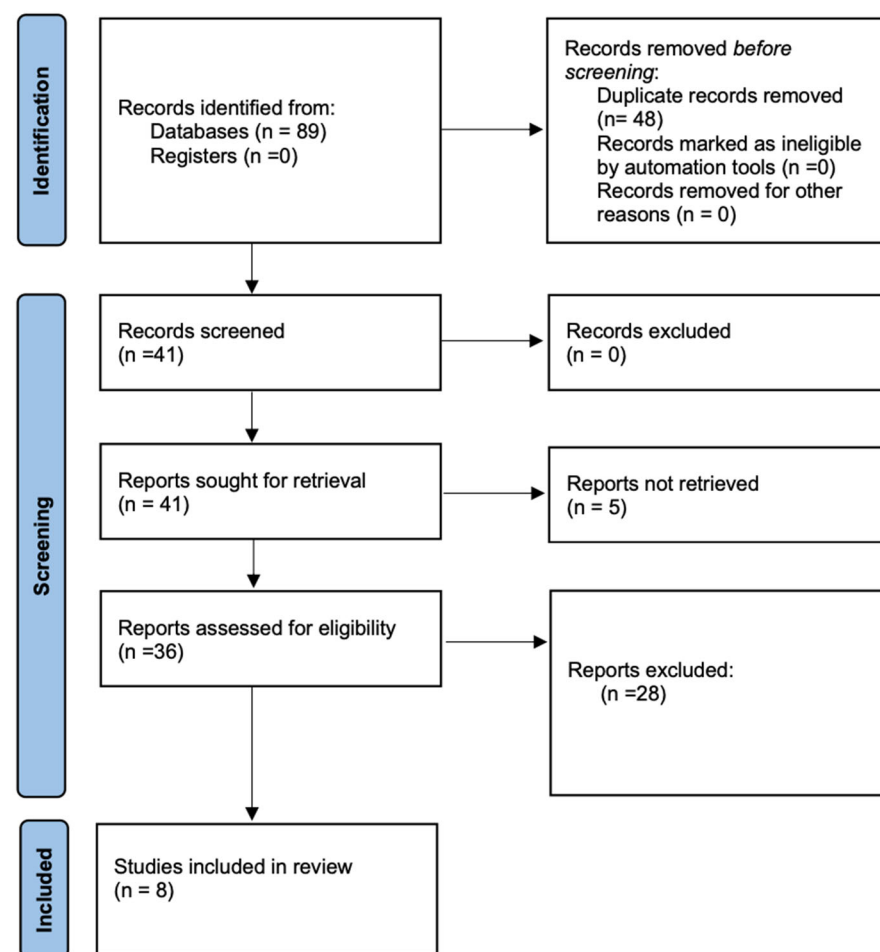 Identification
Records identified from:
Databases (n = 89)
Registers (n =0)
Records removed before
screening:
Duplicate records removed
(n= 48)
Records marked as ineligible
by automation tools (n =0)
Records removed for other
reasons (n = 0)
Screening
Records screened
(n =41)
Records excluded
(n = 0)
Reports sought for retrieval
(n = 41)
Reports not retrieved
(n = 5)
Reports assessed for eligibility
(n =36)
Reports excluded:
(n =28)
Included
Studies included in review
(n = 8)